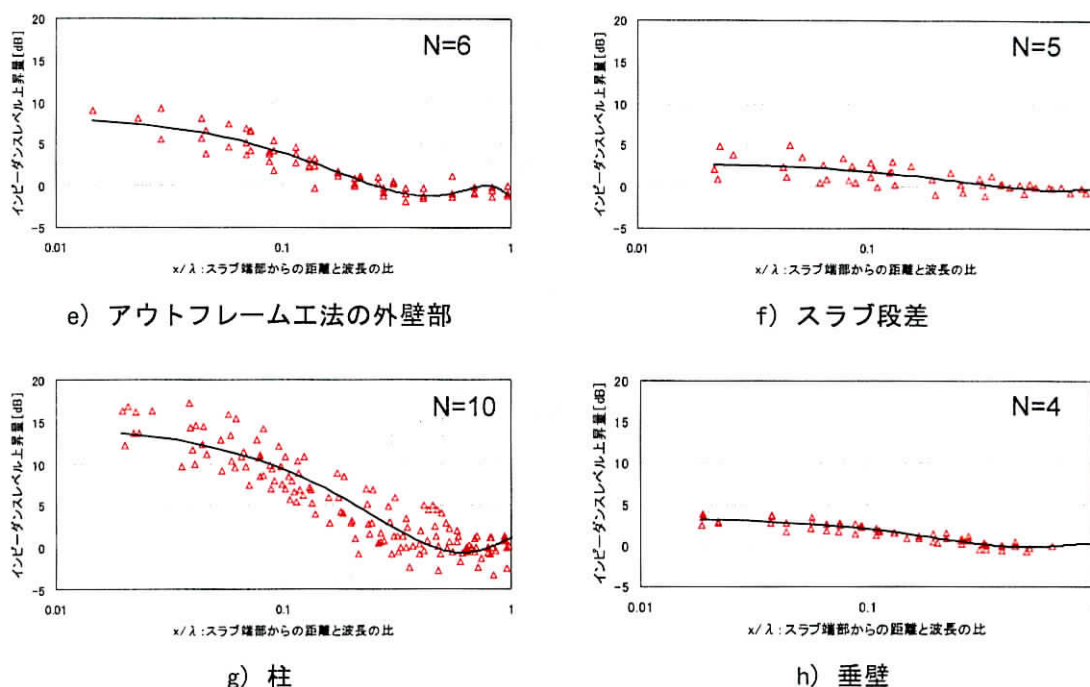 インピーダンスレベル上昇量[dB]
20
15
10
5
0
-5
N=6
0.01
0.1
1
x/λ:スラブ端部からの距離と波長の比
e) アウトフレーム工法の外壁部
インピーダンスレベル上昇量[dB]
20
15
10
5
0
-5
N=5
0.01
0.1
x/λ:スラブ端部からの距離と波長の比
f) スラブ段差
インピーダンスレベル上昇量[dB]
20
15
10
5
0
-5
N=10
0.01
0.1
1
x/λ:スラブ端部からの距離と波長の比
g) 柱
インピーダンスレベル上昇量[dB]
20
15
10
5
0
-5
N=4
0.01
0.1
x/λ:スラブ端部からの距離と波長の比
h) 垂壁